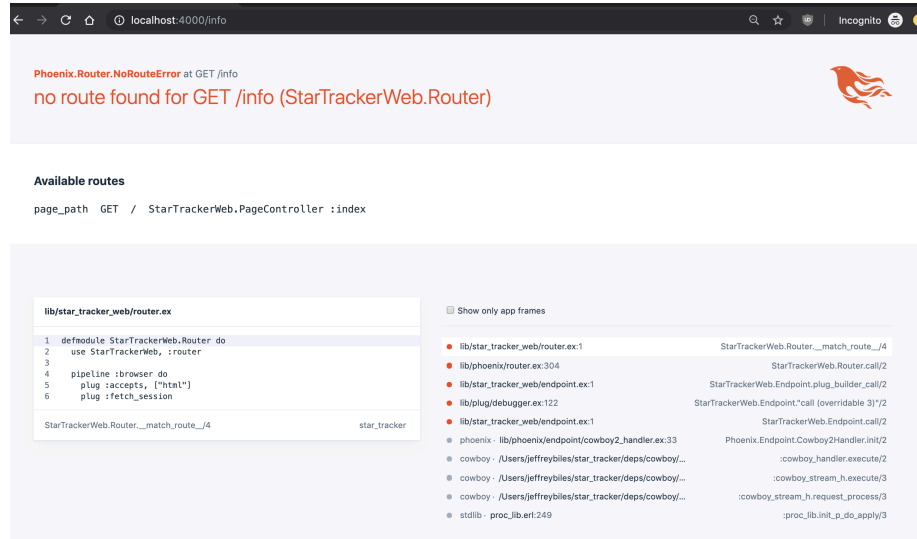 localhost:4000/info
Incognito
Phoenix.Router.NoRouteError at GET /info
no route found for GET /info (StarTrackerWeb.Router)
Available routes
page_path  GET  /  StarTrackerWeb.PageController :index
lib/star_tracker_web/router.ex
1  defmodule StarTrackerWeb.Router do
2    use StarTrackerWeb, :router
3
4    pipeline :browser do
5      plug :accepts, ["html"]
6      plug :fetch_session
StarTrackerWeb.Router.__match_route__/4  star_tracker
Show only app frames
lib/star_tracker_web/router.ex:1  StarTrackerWeb.Router.__match_route__/4
lib/phoenix/router.ex:304  StarTrackerWeb.Router.call/2
lib/star_tracker_web/endpoint.ex:1  StarTrackerWeb.Endpoint.plug_builder_call/2
lib/plug/debugger.ex:122  StarTrackerWeb.Endpoint."call (overridable 3)"/2
lib/star_tracker_web/endpoint.ex:1  StarTrackerWeb.Endpoint.call/2
phoenix · lib/phoenix/endpoint/cowboy2_handler.ex:33  Phoenix.Endpoint.Cowboy2Handler.init/2
cowboy · /Users/jeffreybiles/star_tracker/deps/cowboy/...  :cowboy_handler.execute/2
cowboy · /Users/jeffreybiles/star_tracker/deps/cowboy/...  :cowboy_stream_h.execute/3
cowboy · /Users/jeffreybiles/star_tracker/deps/cowboy/...  :cowboy_stream_h.request_process/3
stdlib · proc_lib.erl:249  :proc_lib.init_p_do_apply/3